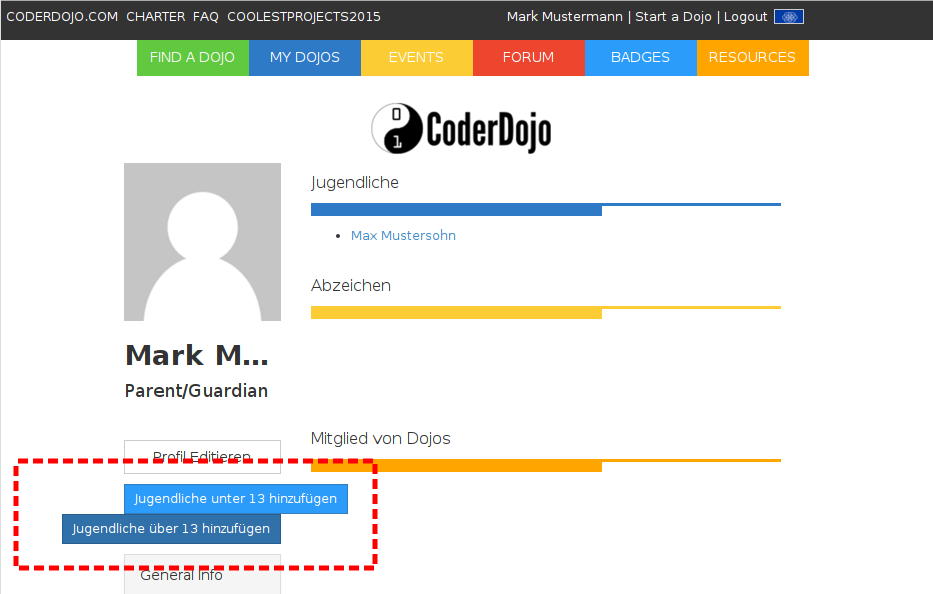 CODERDOJO.COM CHARTER FAQ COOLESTPROJECTS2015 Mark Mustermann | Start a Dojo | Logout
FIND A DOJO MY DOJOS EVENTS FORUM BADGES RESOURCES
0
1
CoderDojo
Jugendliche
• Max Mustersohn
Abzeichen
Mark M...
Parent/Guardian
Mitglied von Dojos
Profil Editieren
Jugendliche unter 13 hinzufügen
Jugendliche über 13 hinzufügen
General Info